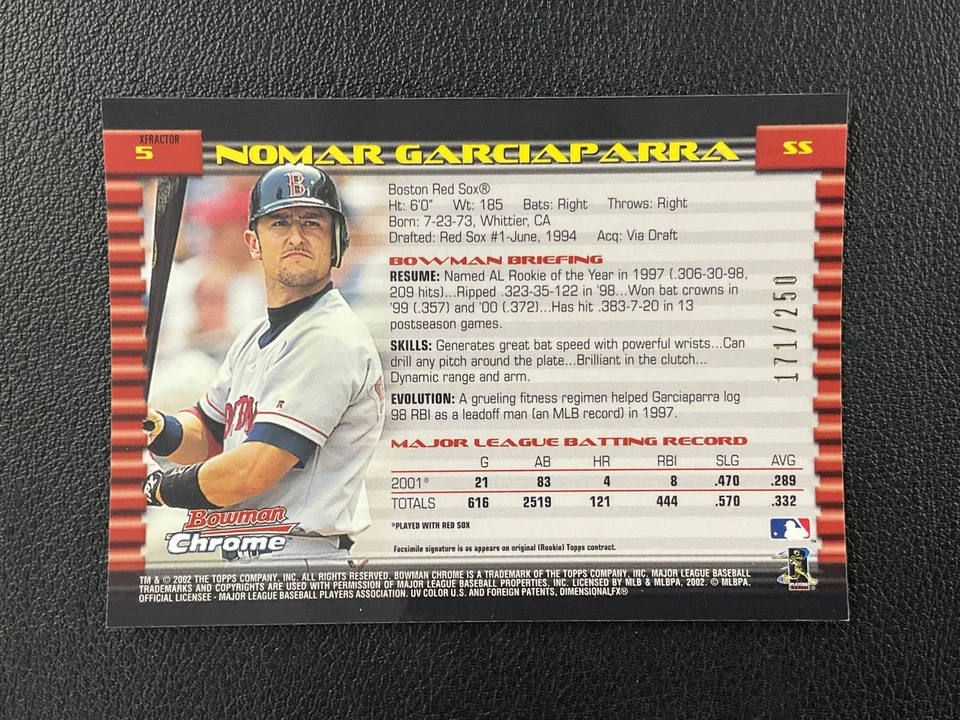 XFRACTOR
5
NOMAR GARCIAPARRA
SS
B
Boston Red Sox®
Ht: 6'0" Wt: 185 Bats: Right Throws: Right
Born: 7-23-73, Whittier, CA
Drafted: Red Sox #1-June, 1994 Acq: Via Draft
BOWMAN BRIEFING
RESUME: Named AL Rookie of the Year in 1997 (.306-30-98,
209 hits)...Ripped .323-35-122 in '98...Won bat crowns in
'99 (.357) and '00 (.372)...Has hit .383-7-20 in 13
postseason games.
SKILLS: Generates great bat speed with powerful wrists...Can
drill any pitch around the plate...Brilliant in the clutch...
Dynamic range and arm.
EVOLUTION: A grueling fitness regimen helped Garciaparra log
98 RBI as a leadoff man (an MLB record) in 1997.
171/250
MAJOR LEAGUE BATTING RECORD
G AB HR RBI SLG AVG
2001* 21 83 4 8 .470 .289
TOTALS 616 2519 121 444 .570 .332
*PLAYED WITH RED SOX
Facsimile signature is as appears on original (Rookie) Topps contract.
Bowman
Chrome
TM & © 2002 THE TOPPS COMPANY, INC. ALL RIGHTS RESERVED. BOWMAN CHROME IS A TRADEMARK OF THE TOPPS COMPANY, INC. MAJOR LEAGUE BASEBALL
TRADEMARKS AND COPYRIGHTS ARE USED WITH PERMISSION OF MAJOR LEAGUE BASEBALL PROPERTIES, INC. LICENSED BY MLB & MLBPA, 2002. © MLBPA.
OFFICIAL LICENSEE - MAJOR LEAGUE BASEBALL PLAYERS ASSOCIATION. UV COLOR U.S. AND FOREIGN PATENTS, DIMENSIONALFX®